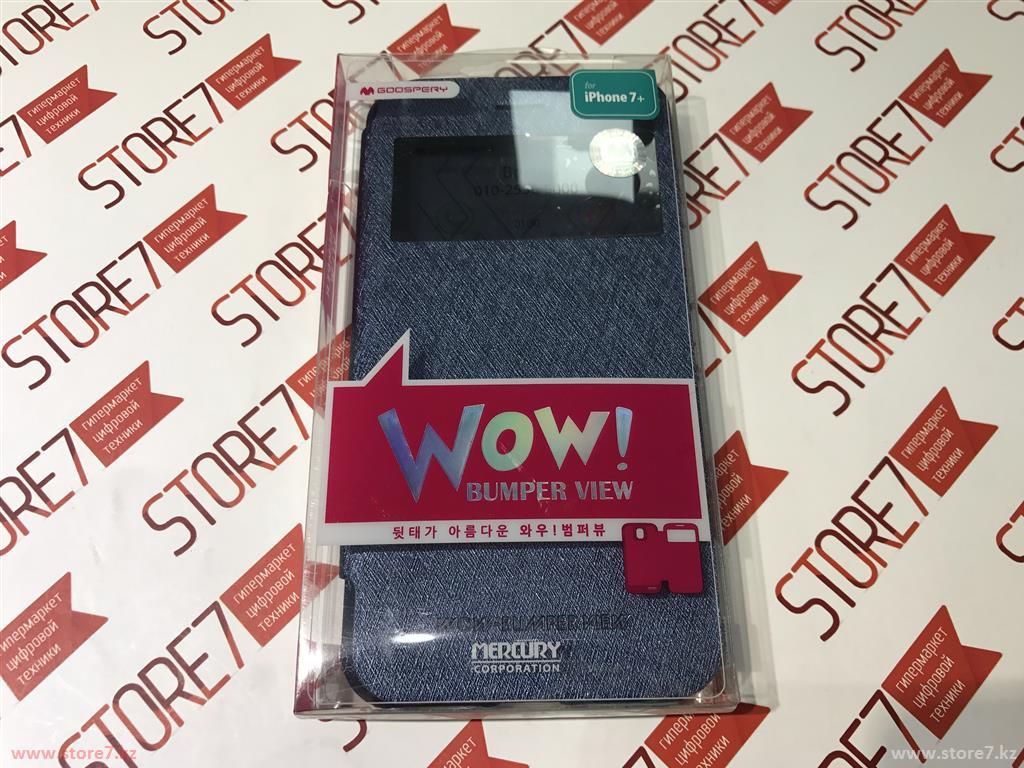 GOOSPERY
for
iPhone 7+
WOW!
BUMPER VIEW
뒷태가 아름다운 와우!범퍼뷰
MERCURY
CORPORATION
STORE7
гипермаркет
цифровой
техники
www.store7.kz
www.store7.kz